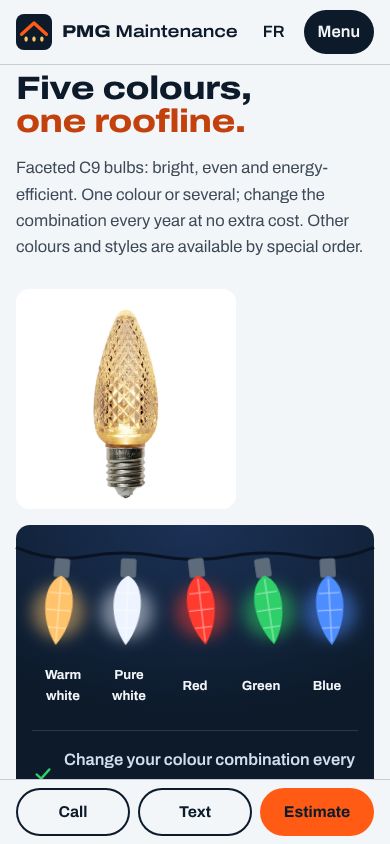 PMG Maintenance
FR
Menu
Five colours,
one roofline.
Faceted C9 bulbs: bright, even and energy-
efficient. One colour or several; change the
combination every year at no extra cost. Other
colours and styles are available by special order.
Warm white
Pure white
Red
Green
Blue
Change your colour combination every
Call
Text
Estimate